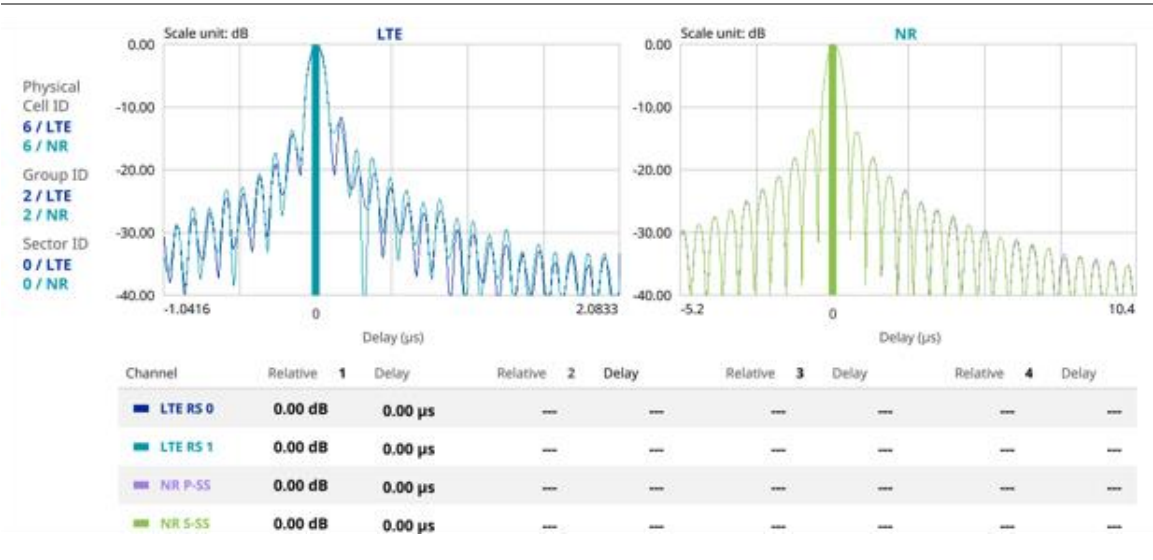 Scale unit: dB LTE
0.00
-10.00
-20.00
-30.00
-40.00
-1.0416 0 2.0833
Delay (μs)
Scale unit: dB NR
0.00
-10.00
-20.00
-30.00
-40.00
-5.2 0 10.4
Delay (μs)
Physical
Cell ID
6 / LTE
6 / NR
Group ID
2 / LTE
2 / NR
Sector ID
0 / LTE
0 / NR
Channel Relative 1 Delay Relative 2 Delay Relative 3 Delay Relative 4 Delay
LTE RS 0 0.00 dB 0.00 μs --- --- --- --- --- ---
LTE RS 1 0.00 dB 0.00 μs --- --- --- --- --- ---
NR P-SS 0.00 dB 0.00 μs --- --- --- --- --- ---
NR S-SS 0.00 dB 0.00 μs --- --- --- --- --- ---